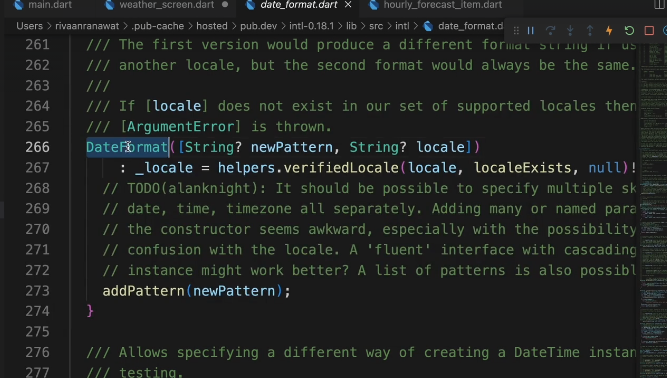 main.dart weather_screen.dart date_format.dart hourly_forecast_item.dart
Users > rivaanranawat > .pub-cache > hosted > pub.dev > intl-0.18.1 > lib > src > intl > date_format.d
261 /// The first version would produce a different format string if us
262 /// another locale, but the second format would always be the same.
263 ///
264 /// If [locale] does not exist in our set of supported locales then
265 /// [ArgumentError] is thrown.
266 DateFormat([String? newPattern, String? locale])
267 : _locale = helpers.verifiedLocale(locale, localeExists, null)!
268 // TODO(alanknight): It should be possible to specify multiple sk
269 // date, time, timezone all separately. Adding many or named para
270 // the constructor seems awkward, especially with the possibility
271 // confusion with the locale. A 'fluent' interface with cascading
272 // instance might work better? A list of patterns is also possibl
273 addPattern(newPattern);
274 }
275
276 /// Allows specifying a different way of creating a DateTime instan
277 /// testing.